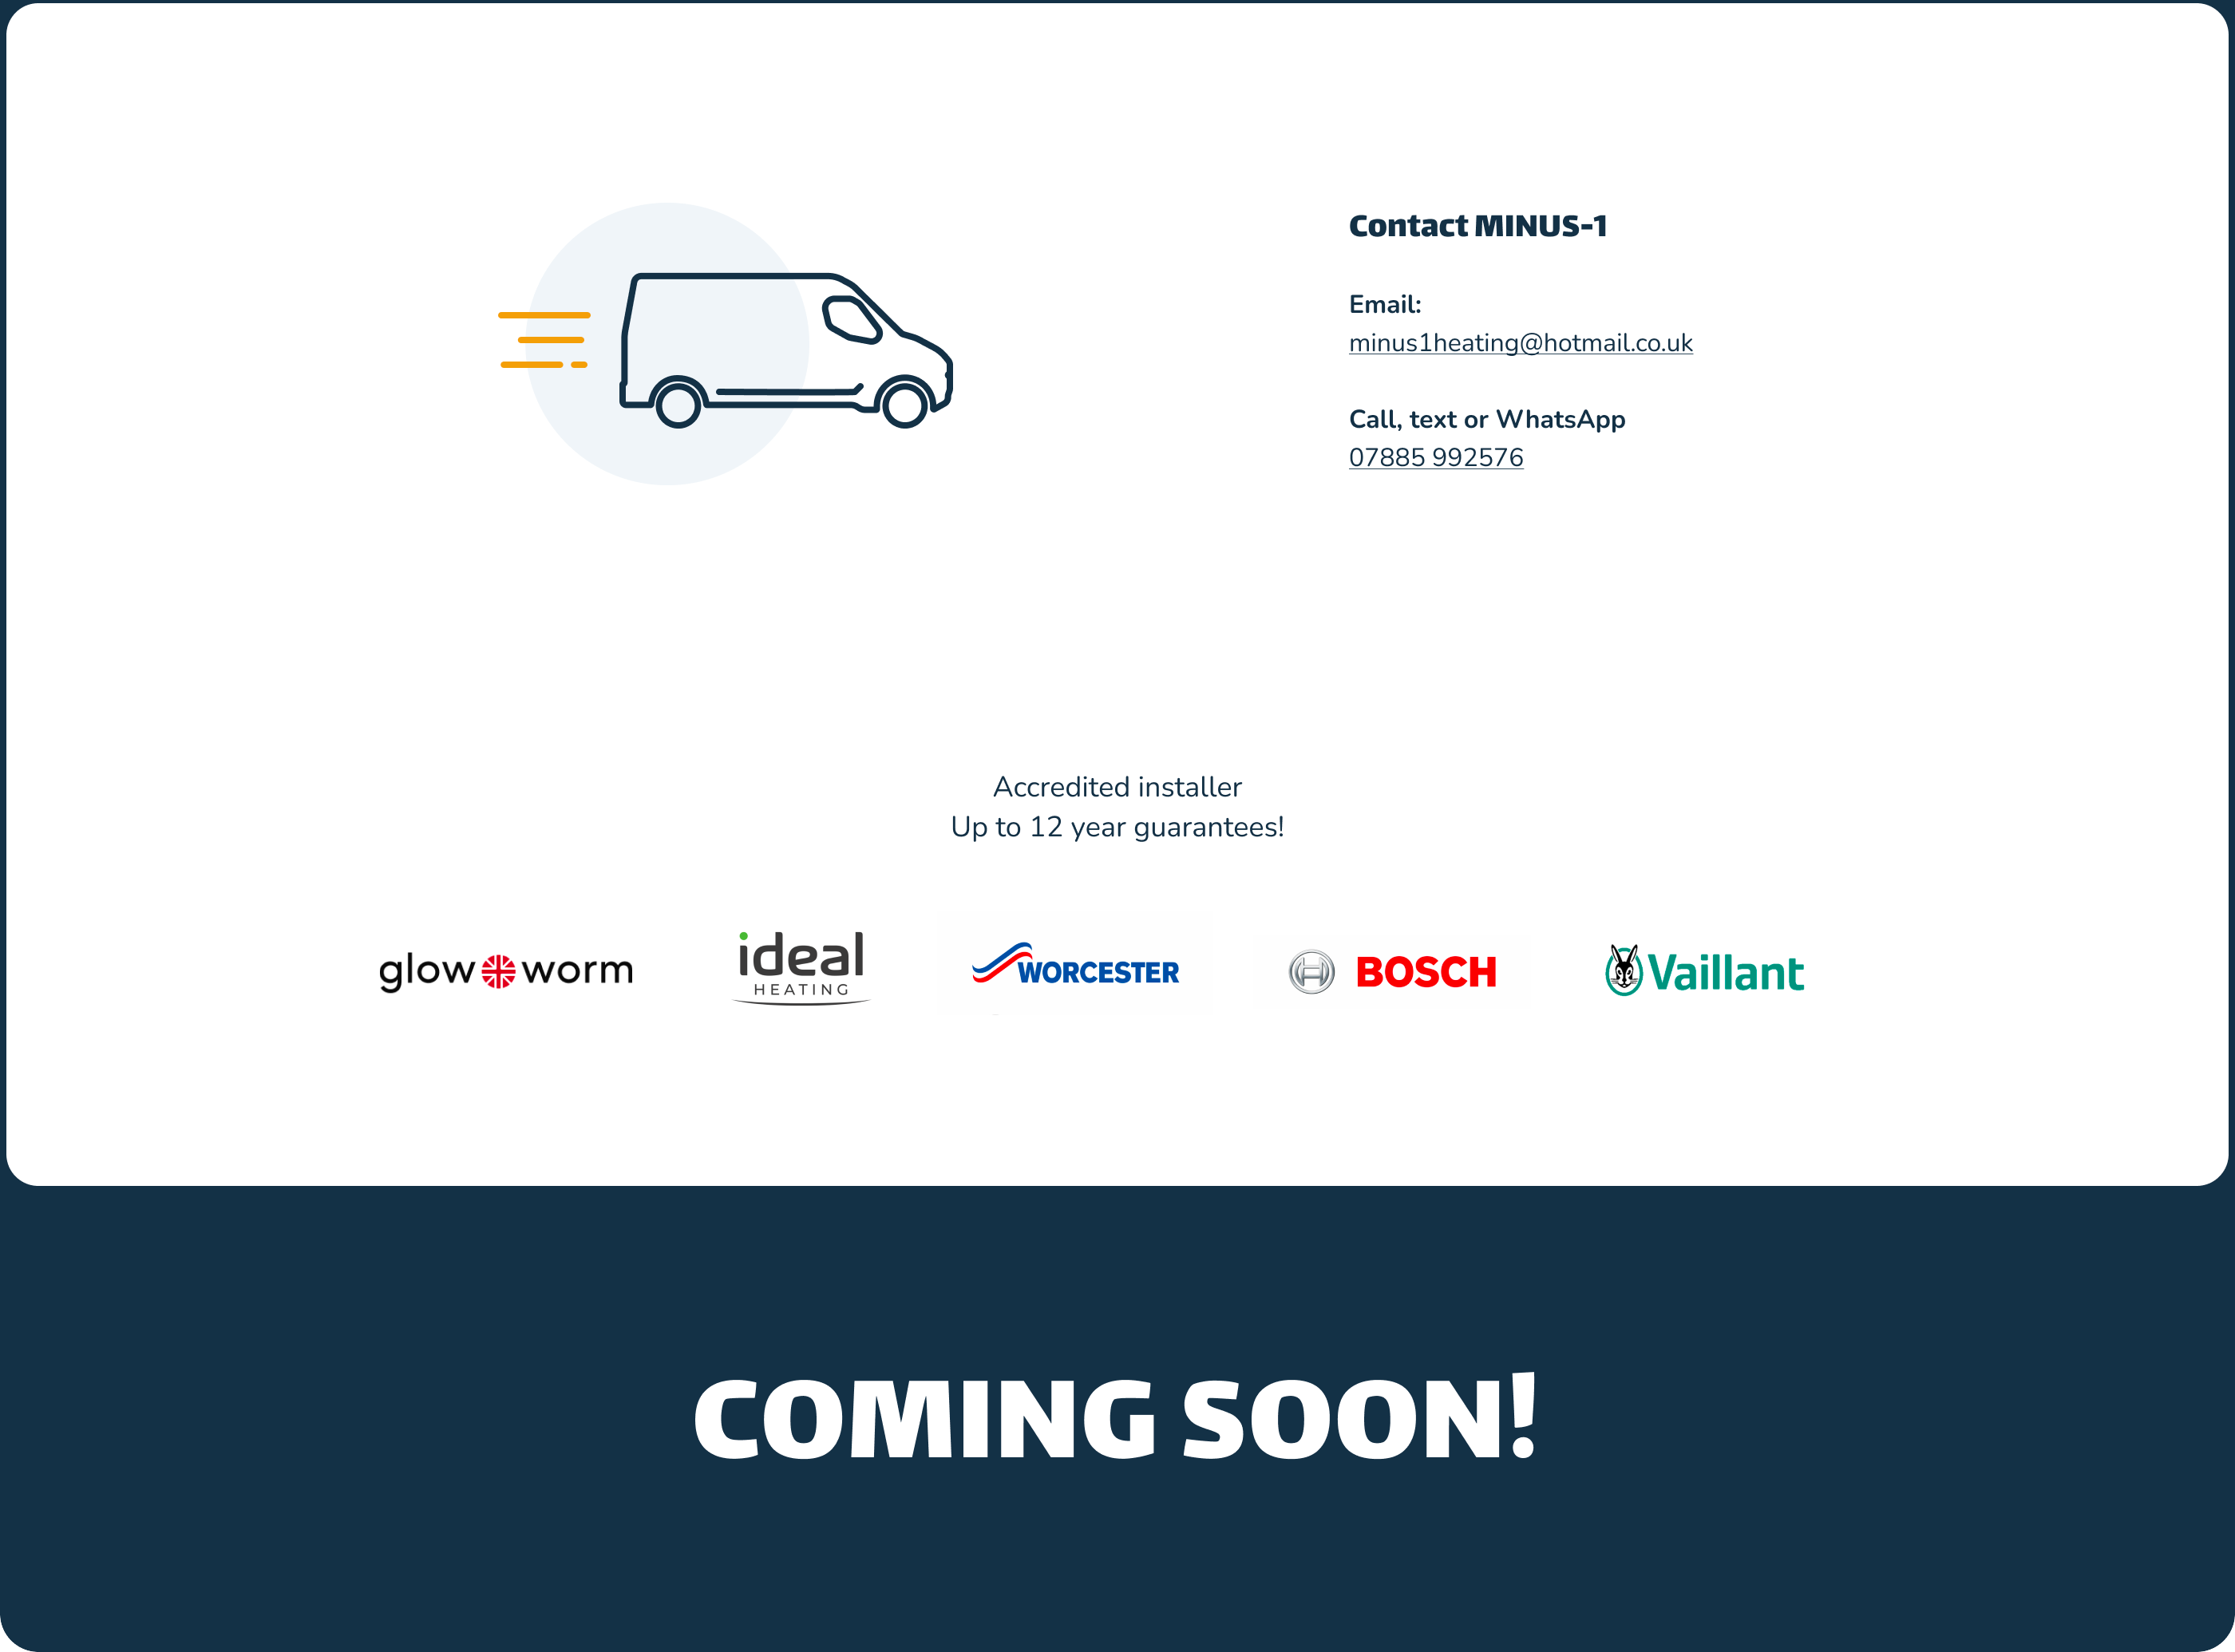 Contact MINUS-1
Email:
minus1heating@hotmail.co.uk
Call, text or WhatsApp
07885 992576
Accredited installer
Up to 12 year guarantees!
glow worm
ideal
HEATING
WORCESTER
BOSCH
Vaillant
COMING SOON!